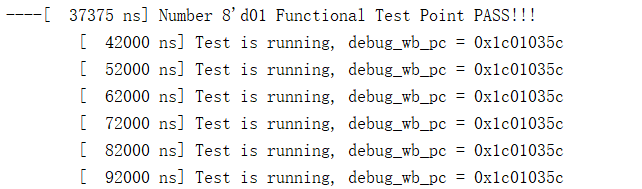 ----[  37375 ns] Number 8'd01 Functional Test Point PASS!!!
[  42000 ns] Test is running, debug_wb_pc = 0x1c01035c
[  52000 ns] Test is running, debug_wb_pc = 0x1c01035c
[  62000 ns] Test is running, debug_wb_pc = 0x1c01035c
[  72000 ns] Test is running, debug_wb_pc = 0x1c01035c
[  82000 ns] Test is running, debug_wb_pc = 0x1c01035c
[  92000 ns] Test is running, debug_wb_pc = 0x1c01035c